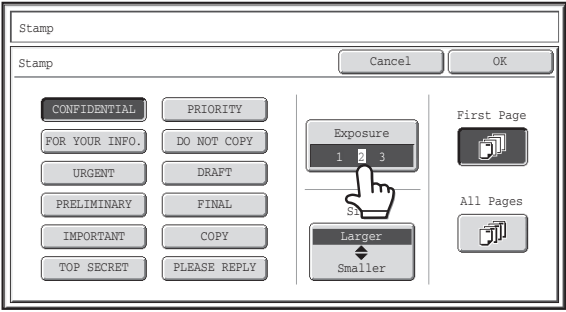 Stamp
Stamp
Cancel
OK
CONFIDENTIAL
PRIORITY
FOR YOUR INFO.
DO NOT COPY
URGENT
DRAFT
PRELIMINARY
FINAL
IMPORTANT
COPY
TOP SECRET
PLEASE REPLY
Exposure
1 2 3
Larger
Smaller
First Page
All Pages